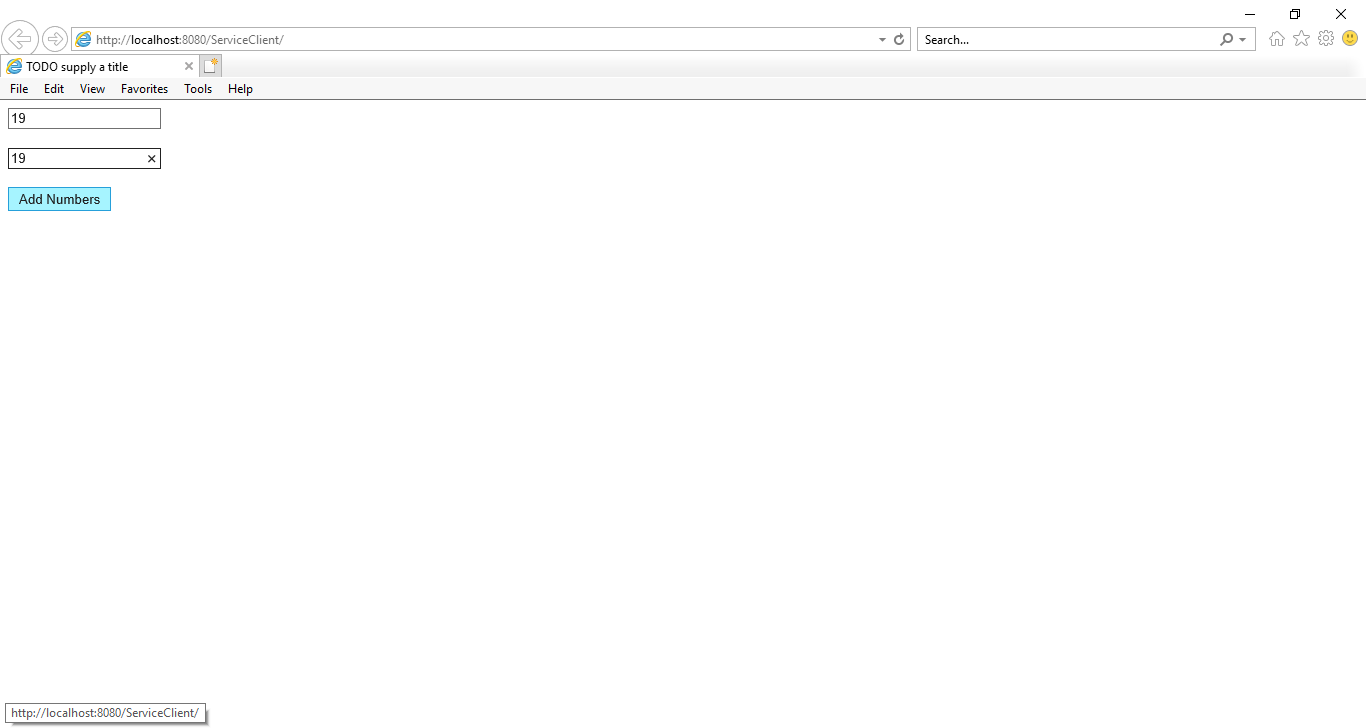 http://localhost:8080/ServiceClient/
Search...
TODO supply a title
File Edit View Favorites Tools Help
19
19
Add Numbers
http://localhost:8080/ServiceClient/